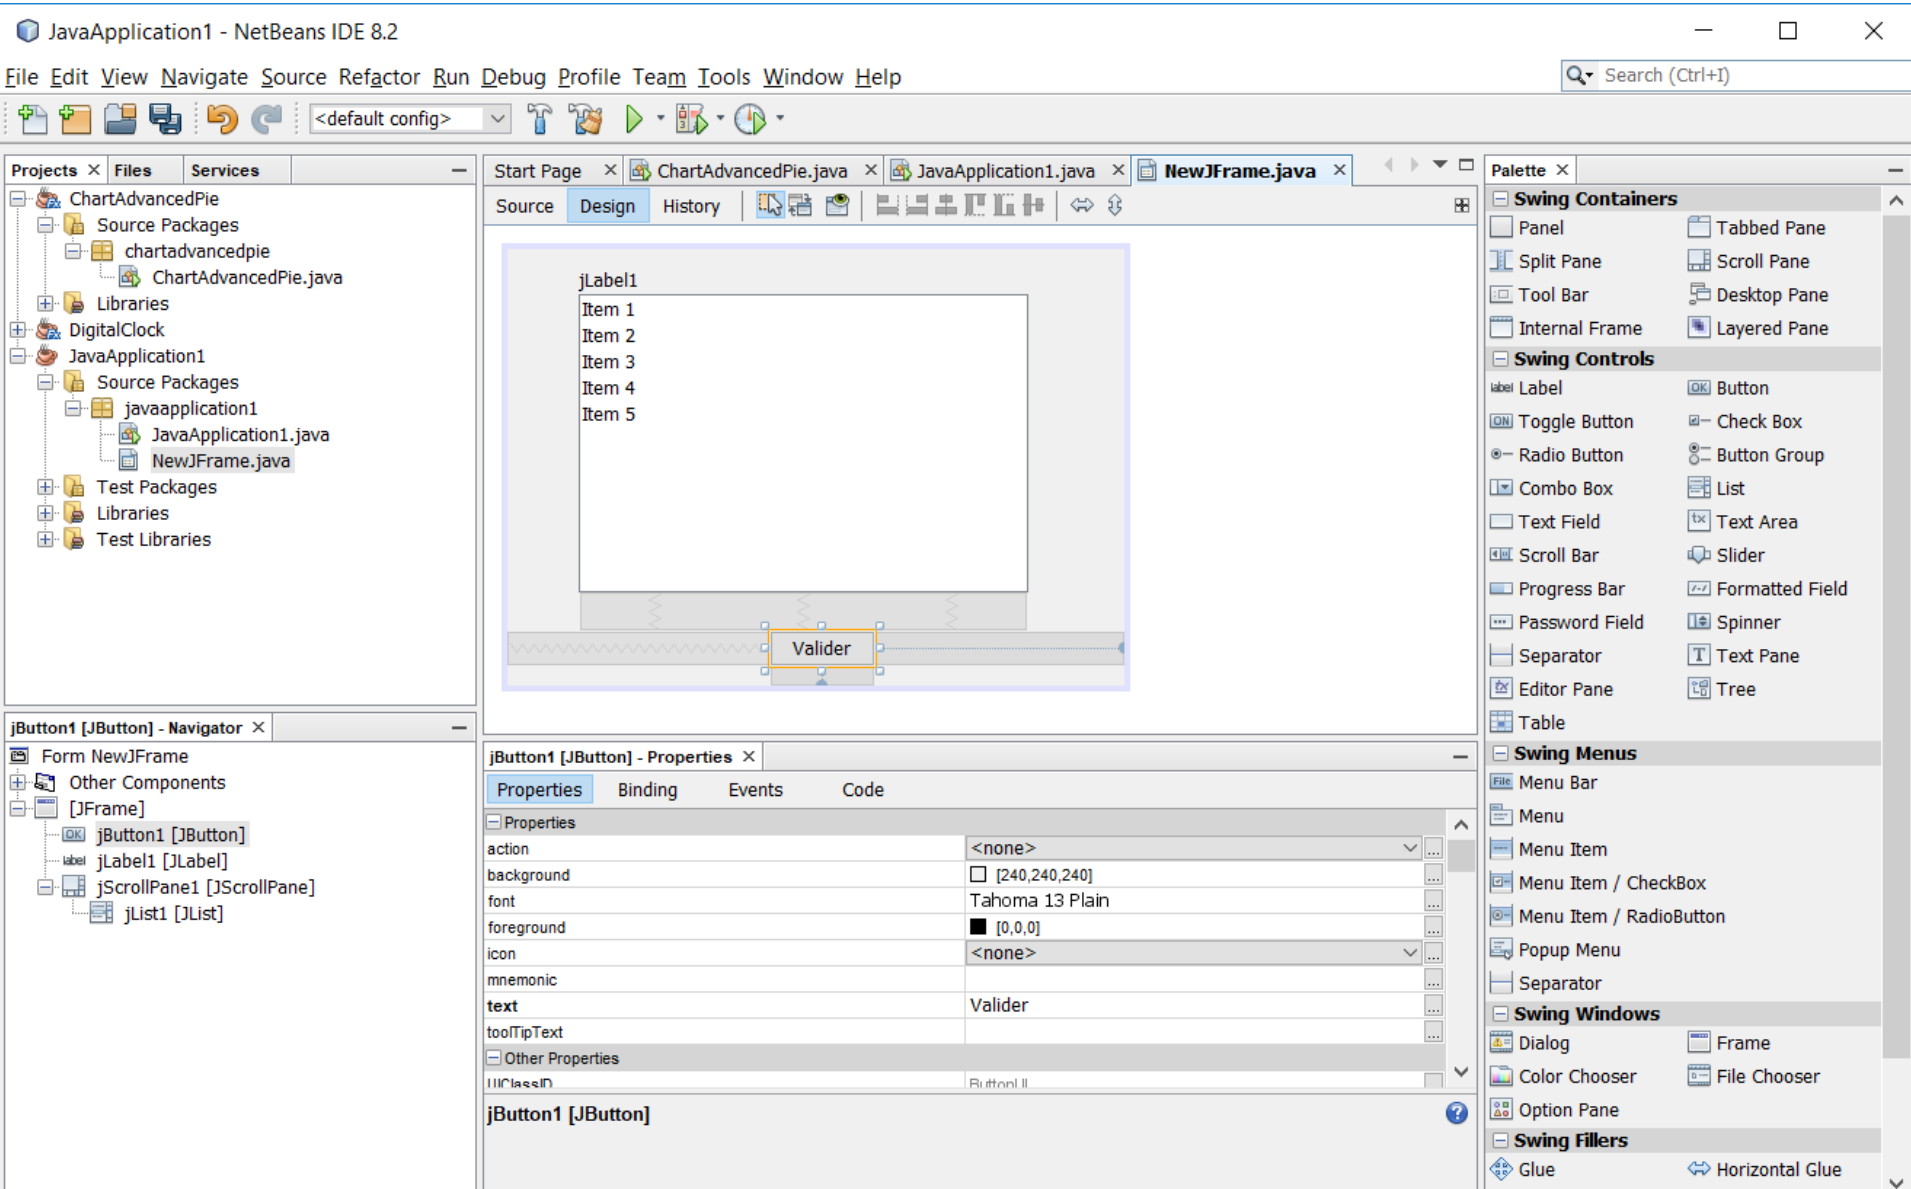 JavaApplication1 - NetBeans IDE 8.2
File Edit View Navigate Source Refactor Run Debug Profile Team Tools Window Help
Search (Ctrl+I)
<default config>
Projects Files Services
ChartAdvancedPie
Source Packages
chartadvancedpie
ChartAdvancedPie.java
Libraries
DigitalClock
JavaApplication1
Source Packages
javaapplication1
JavaApplication1.java
NewJFrame.java
Test Packages
Libraries
Test Libraries
jButton1 [JButton] - Navigator
Form NewJFrame
Other Components
[JFrame]
OK jButton1 [JButton]
label jLabel1 [JLabel]
jScrollPane1 [JScrollPane]
jList1 [JList]
Start Page ChartAdvancedPie.java JavaApplication1.java NewJFrame.java
Source Design History
jLabel1
Item 1
Item 2
Item 3
Item 4
Item 5
Valider
jButton1 [JButton] - Properties
Properties Binding Events Code
Properties
action <none> ...
background [240,240,240] ...
font Tahoma 13 Plain ...
foreground [0,0,0] ...
icon <none> ...
mnemonic ...
text Valider ...
toolTipText ...
Other Properties
UIClassID ButtonUI
jButton1 [JButton]
Palette
Swing Containers
Panel Tabbed Pane
Split Pane Scroll Pane
Tool Bar Desktop Pane
Internal Frame Layered Pane
Swing Controls
label Label OK Button
ON Toggle Button Check Box
Radio Button Button Group
Combo Box List
Text Field tx Text Area
Scroll Bar Slider
Progress Bar Formatted Field
Password Field Spinner
Separator T Text Pane
Editor Pane Tree
Table
Swing Menus
File Menu Bar
Menu
Menu Item
Menu Item / CheckBox
Menu Item / RadioButton
Popup Menu
Separator
Swing Windows
Dialog Frame
Color Chooser File Chooser
Option Pane
Swing Fillers
Glue Horizontal Glue